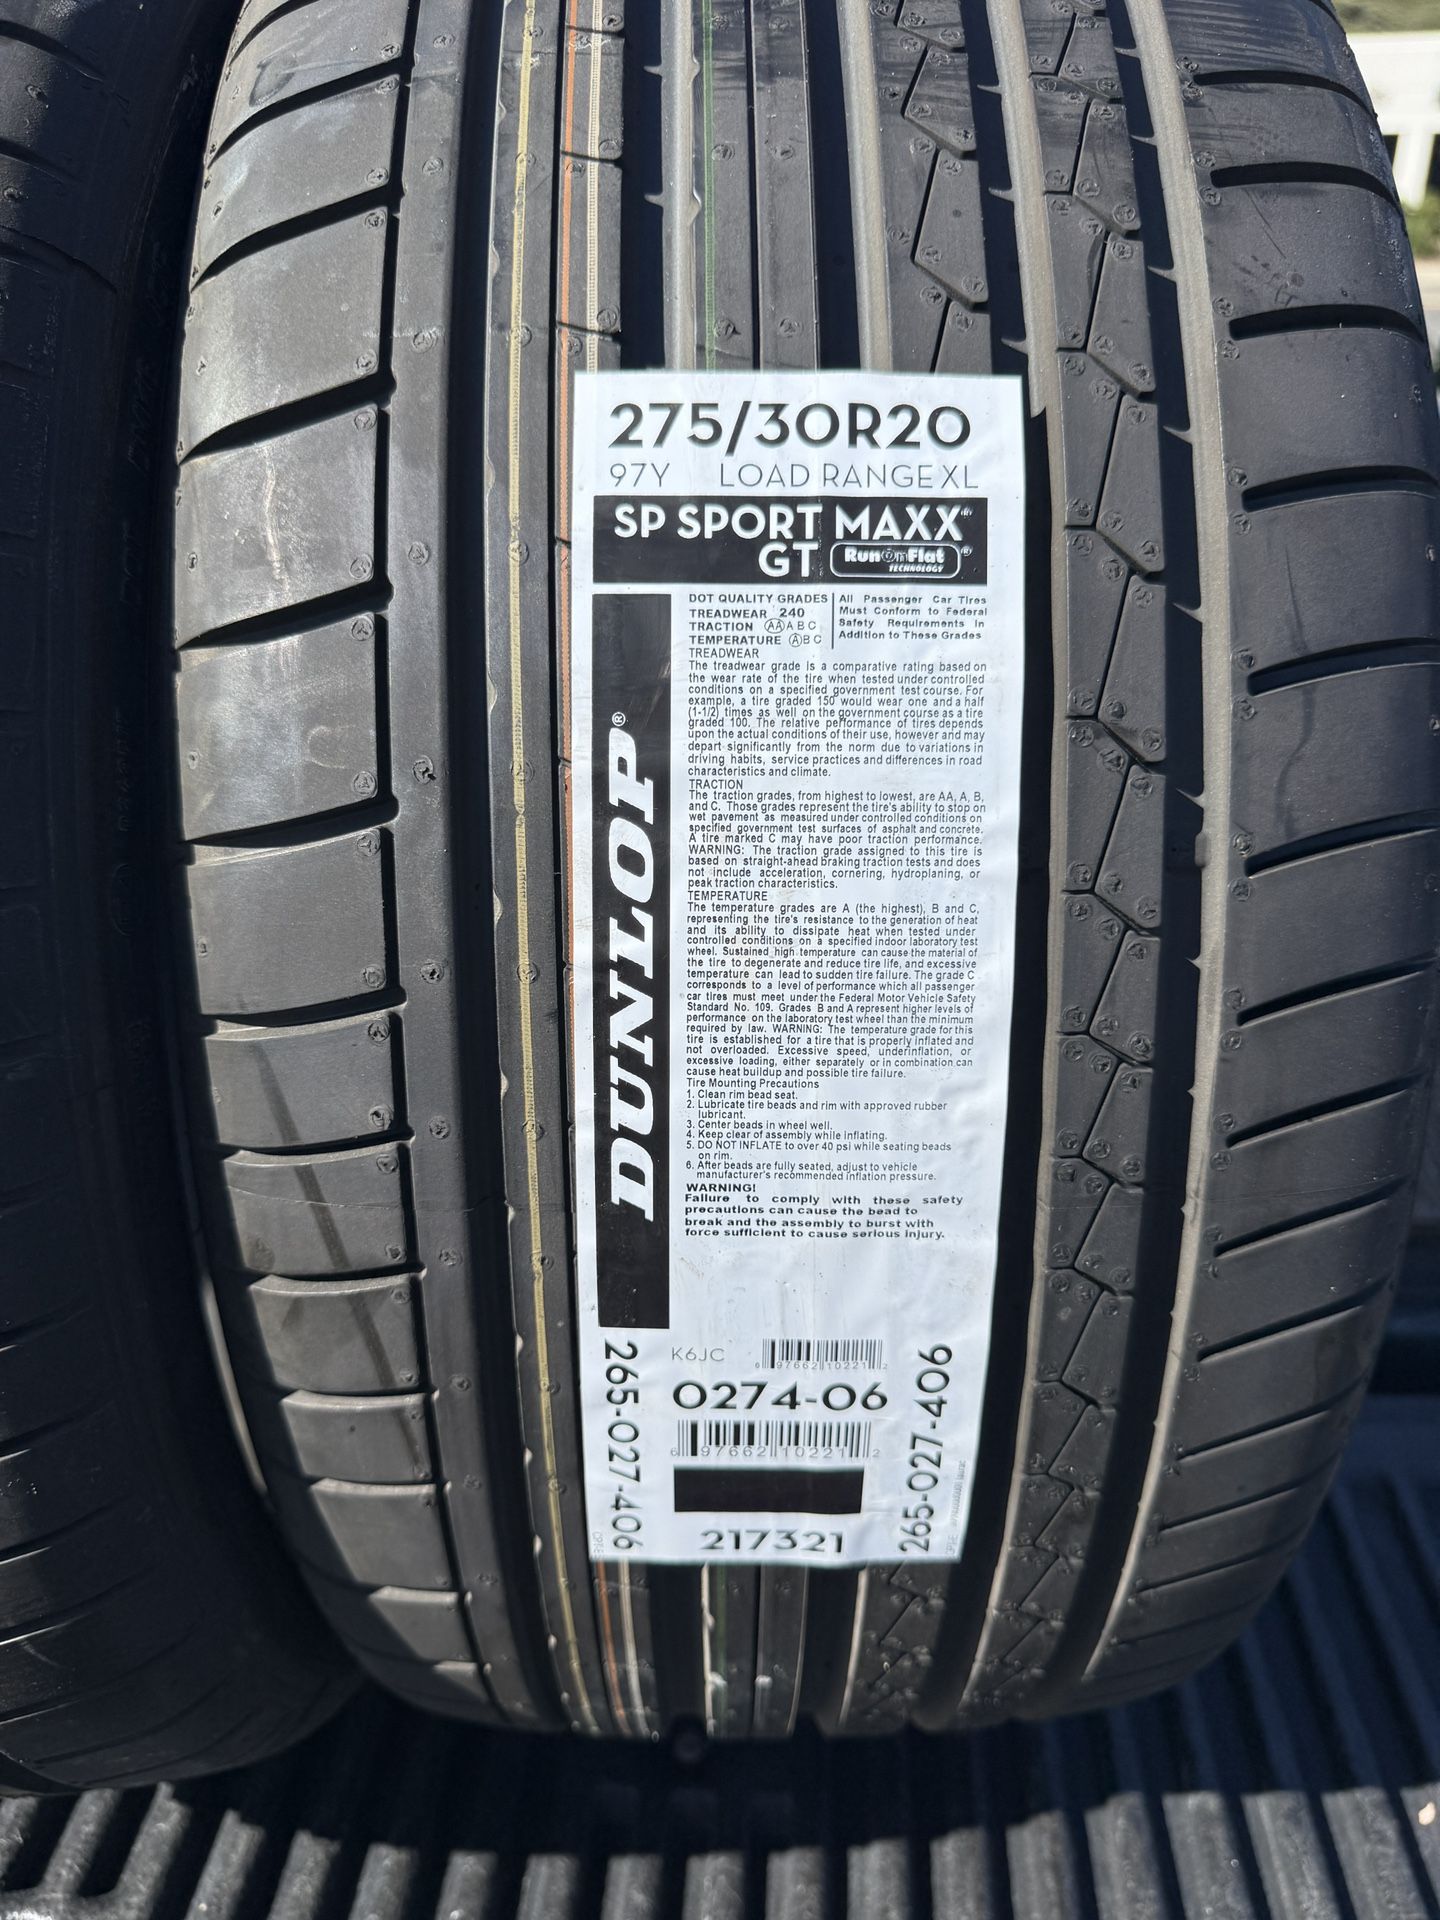 275/30R20
97Y LOAD RANGE XL
SP SPORT MAXX®
GT RunOnFlat®
TECHNOLOGY
DUNLOP®
DOT QUALITY GRADES
TREADWEAR 240
TRACTION AA A B C
TEMPERATURE A B C
All Passenger Car Tires
Must Conform to Federal
Safety Requirements In
Addition to These Grades
TREADWEAR
The treadwear grade is a comparative rating based on
the wear rate of the tire when tested under controlled
conditions on a specified government test course. For
example, a tire graded 150 would wear one and a half
(1-1/2) times as well on the government course as a tire
graded 100. The relative performance of tires depends
upon the actual conditions of their use, however and may
depart significantly from the norm due to variations in
driving habits, service practices and differences in road
characteristics and climate.
TRACTION
The traction grades, from highest to lowest, are AA, A, B,
and C. Those grades represent the tire's ability to stop on
wet pavement as measured under controlled conditions on
specified government test surfaces of asphalt and concrete.
A tire marked C may have poor traction performance.
WARNING: The traction grade assigned to this tire is
based on straight-ahead braking traction tests and does
not include acceleration, cornering, hydroplaning, or
peak traction characteristics.
TEMPERATURE
The temperature grades are A (the highest), B and C,
representing the tire's resistance to the generation of heat
and its ability to dissipate heat when tested under
controlled conditions on a specified indoor laboratory test
wheel. Sustained high temperature can cause the material of
the tire to degenerate and reduce tire life, and excessive
temperature can lead to sudden tire failure. The grade C
corresponds to a level of performance which all passenger
car tires must meet under the Federal Motor Vehicle Safety
Standard No. 109. Grades B and A represent higher levels of
performance on the laboratory test wheel than the minimum
required by law. WARNING: The temperature grade for this
tire is established for a tire that is properly inflated and
not overloaded. Excessive speed, underinflation, or
excessive loading, either separately or in combination can
cause heat buildup and possible tire failure.
Tire Mounting Precautions
1. Clean rim bead seat.
2. Lubricate tire beads and rim with approved rubber
lubricant.
3. Center beads in wheel well.
4. Keep clear of assembly while inflating.
5. DO NOT INFLATE to over 40 psi while seating beads
on rim.
6. After beads are fully seated, adjust to vehicle
manufacturer's recommended inflation pressure.
WARNING!
Failure to comply with these safety
precautions can cause the bead to
break and the assembly to burst with
force sufficient to cause serious injury.
K6JC
6 97662 10221 2
0274-06
6 97662 10221 2
217321
265-027-406
265-027-406